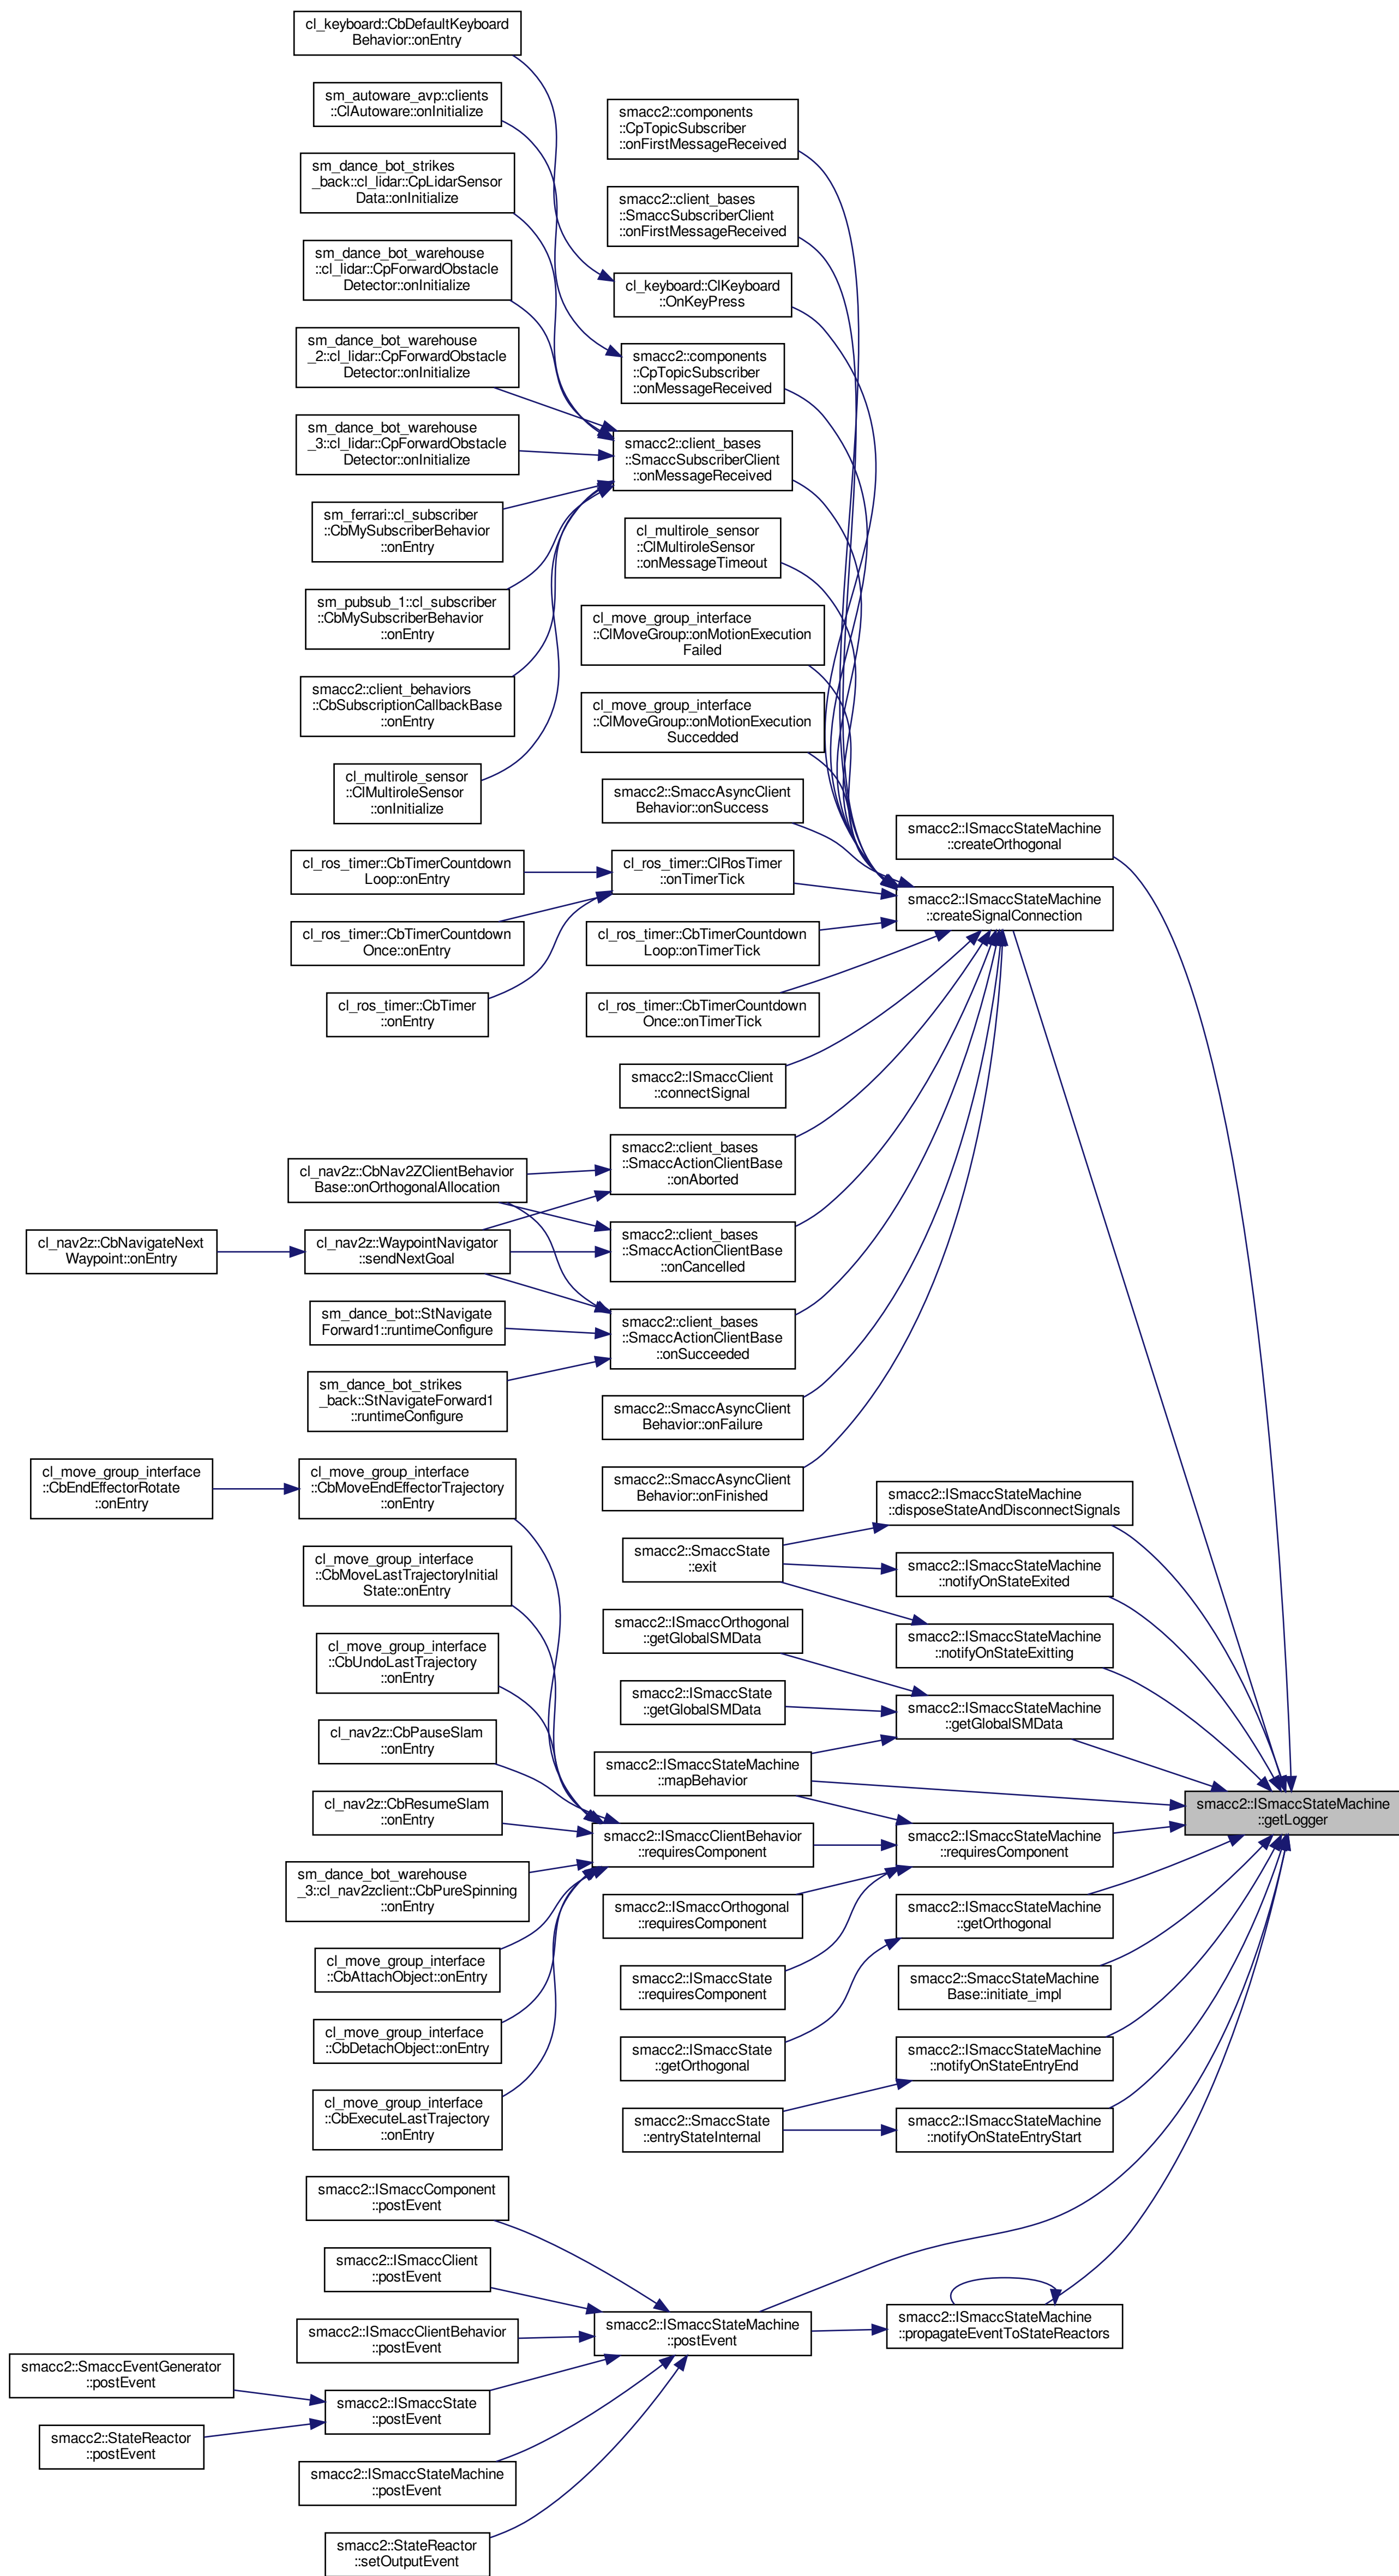 cl_keyboard::CbDefaultKeyboard
Behavior::onEntry
sm_autoware_avp::clients
::ClAutoware::onInitialize
sm_dance_bot_strikes
_back::cl_lidar::CpLidarSensor
Data::onInitialize
sm_dance_bot_warehouse
::cl_lidar::CpForwardObstacle
Detector::onInitialize
sm_dance_bot_warehouse
_2::cl_lidar::CpForwardObstacle
Detector::onInitialize
sm_dance_bot_warehouse
_3::cl_lidar::CpForwardObstacle
Detector::onInitialize
sm_ferrari::cl_subscriber
::CbMySubscriberBehavior
::onEntry
sm_pubsub_1::cl_subscriber
::CbMySubscriberBehavior
::onEntry
smacc2::client_behaviors
::CbSubscriptionCallbackBase
::onEntry
cl_multirole_sensor
::ClMultiroleSensor
::onInitialize
cl_ros_timer::CbTimerCountdown
Loop::onEntry
cl_ros_timer::CbTimerCountdown
Once::onEntry
cl_ros_timer::CbTimer
::onEntry
cl_nav2z::CbNav2ZClientBehavior
Base::onOrthogonalAllocation
cl_nav2z::CbNavigateNext
Waypoint::onEntry
cl_nav2z::WaypointNavigator
::sendNextGoal
sm_dance_bot::StNavigate
Forward1::runtimeConfigure
sm_dance_bot_strikes
_back::StNavigateForward1
::runtimeConfigure
cl_move_group_interface
::CbEndEffectorRotate
::onEntry
cl_move_group_interface
::CbMoveEndEffectorTrajectory
::onEntry
cl_move_group_interface
::CbMoveLastTrajectoryInitial
State::onEntry
cl_move_group_interface
::CbUndoLastTrajectory
::onEntry
cl_nav2z::CbPauseSlam
::onEntry
cl_nav2z::CbResumeSlam
::onEntry
sm_dance_bot_warehouse
_3::cl_nav2zclient::CbPureSpinning
::onEntry
cl_move_group_interface
::CbAttachObject::onEntry
cl_move_group_interface
::CbDetachObject::onEntry
cl_move_group_interface
::CbExecuteLastTrajectory
::onEntry
smacc2::ISmaccComponent
::postEvent
smacc2::ISmaccClient
::postEvent
smacc2::ISmaccClientBehavior
::postEvent
smacc2::SmaccEventGenerator
::postEvent
smacc2::StateReactor
::postEvent
smacc2::ISmaccState
::postEvent
smacc2::ISmaccStateMachine
::postEvent
smacc2::StateReactor
::setOutputEvent
smacc2::components
::CpTopicSubscriber
::onFirstMessageReceived
smacc2::client_bases
::SmaccSubscriberClient
::onFirstMessageReceived
cl_keyboard::ClKeyboard
::OnKeyPress
smacc2::components
::CpTopicSubscriber
::onMessageReceived
smacc2::client_bases
::SmaccSubscriberClient
::onMessageReceived
cl_multirole_sensor
::ClMultiroleSensor
::onMessageTimeout
cl_move_group_interface
::ClMoveGroup::onMotionExecution
Failed
cl_move_group_interface
::ClMoveGroup::onMotionExecution
Succedded
smacc2::SmaccAsyncClient
Behavior::onSuccess
cl_ros_timer::ClRosTimer
::onTimerTick
cl_ros_timer::CbTimerCountdown
Loop::onTimerTick
cl_ros_timer::CbTimerCountdown
Once::onTimerTick
smacc2::ISmaccClient
::connectSignal
smacc2::client_bases
::SmaccActionClientBase
::onAborted
smacc2::client_bases
::SmaccActionClientBase
::onCancelled
smacc2::client_bases
::SmaccActionClientBase
::onSucceeded
smacc2::SmaccAsyncClient
Behavior::onFailure
smacc2::SmaccAsyncClient
Behavior::onFinished
smacc2::SmaccState
::exit
smacc2::ISmaccOrthogonal
::getGlobalSMData
smacc2::ISmaccState
::getGlobalSMData
smacc2::ISmaccStateMachine
::mapBehavior
smacc2::ISmaccClientBehavior
::requiresComponent
smacc2::ISmaccOrthogonal
::requiresComponent
smacc2::ISmaccState
::requiresComponent
smacc2::ISmaccState
::getOrthogonal
smacc2::SmaccState
::entryStateInternal
smacc2::ISmaccStateMachine
::postEvent
smacc2::ISmaccStateMachine
::createOrthogonal
smacc2::ISmaccStateMachine
::createSignalConnection
smacc2::ISmaccStateMachine
::disposeStateAndDisconnectSignals
smacc2::ISmaccStateMachine
::notifyOnStateExited
smacc2::ISmaccStateMachine
::notifyOnStateExitting
smacc2::ISmaccStateMachine
::getGlobalSMData
smacc2::ISmaccStateMachine
::requiresComponent
smacc2::ISmaccStateMachine
::getOrthogonal
smacc2::SmaccStateMachine
Base::initiate_impl
smacc2::ISmaccStateMachine
::notifyOnStateEntryEnd
smacc2::ISmaccStateMachine
::notifyOnStateEntryStart
smacc2::ISmaccStateMachine
::propagateEventToStateReactors
smacc2::ISmaccStateMachine
::getLogger